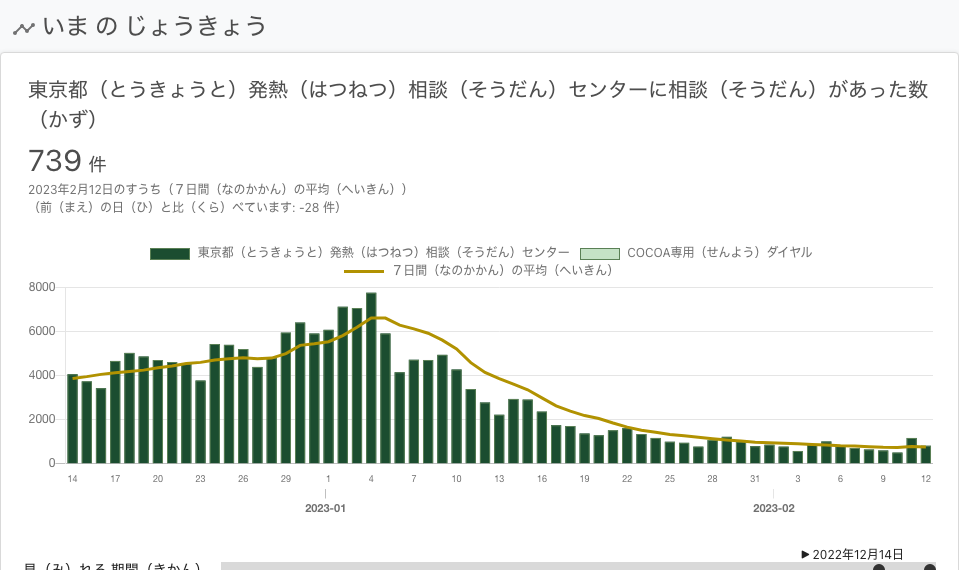 いま の じょうきょう
東京都（とうきょうと）発熱（はつねつ）相談（そうだん）センターに相談（そうだん）があった数
（かず）
739 件
2023年2月12日のすうち（７日間（なのかかん）の平均（へいきん））
（前（まえ）の日（ひ）と比（くら）べています: -28 件）
東京都（とうきょうと）発熱（はつねつ）相談（そうだん）センター COCOA専用（せんよう）ダイヤル
７日間（なのかかん）の平均（へいきん）
8000
6000
4000
2000
0
14 17 20 23 26 29 1 4 7 10 13 16 19 22 25 28 31 3 6 9 12
2023-01 2023-02
▶ 2022年12月14日
見（み）れる 期間（きかん）